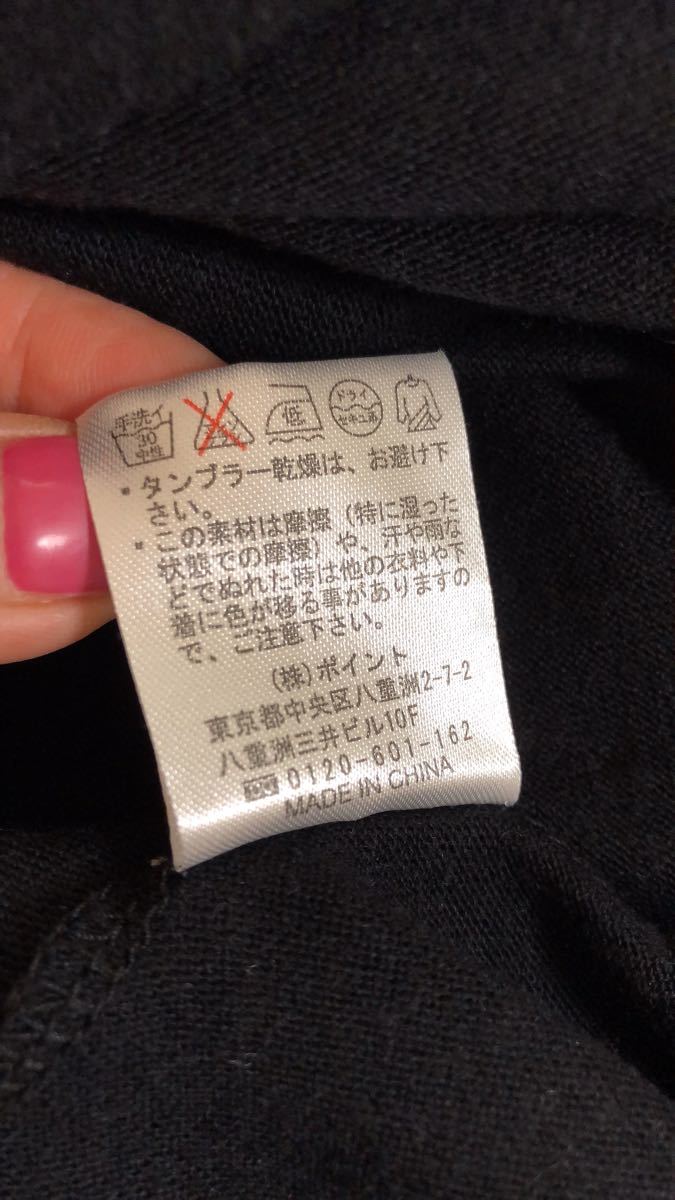 手洗イ
30
中性
低
ドライ
セキユ系
・タンブラー乾燥は、お避け下
さい。
・この素材は摩擦（特に湿った
状態での摩擦）や、汗や雨な
どでぬれた時は他の衣料や下
着に色が移る事がありますの
で、ご注意下さい。
(株)ポイント
東京都中央区八重洲2-7-2
八重洲三井ビル10F
0120-601-162
MADE IN CHINA